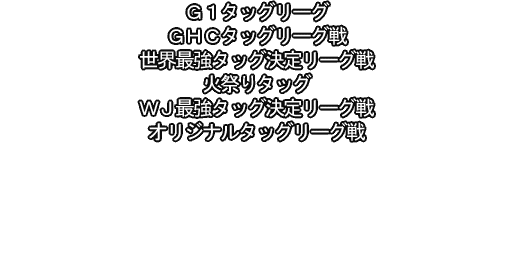 Ｇ１タッグリーグ
ＧＨＣタッグリーグ戦
世界最強タッグ決定リーグ戦
火祭りタッグ
ＷＪ最強タッグ決定リーグ戦
オリジナルタッグリーグ戦